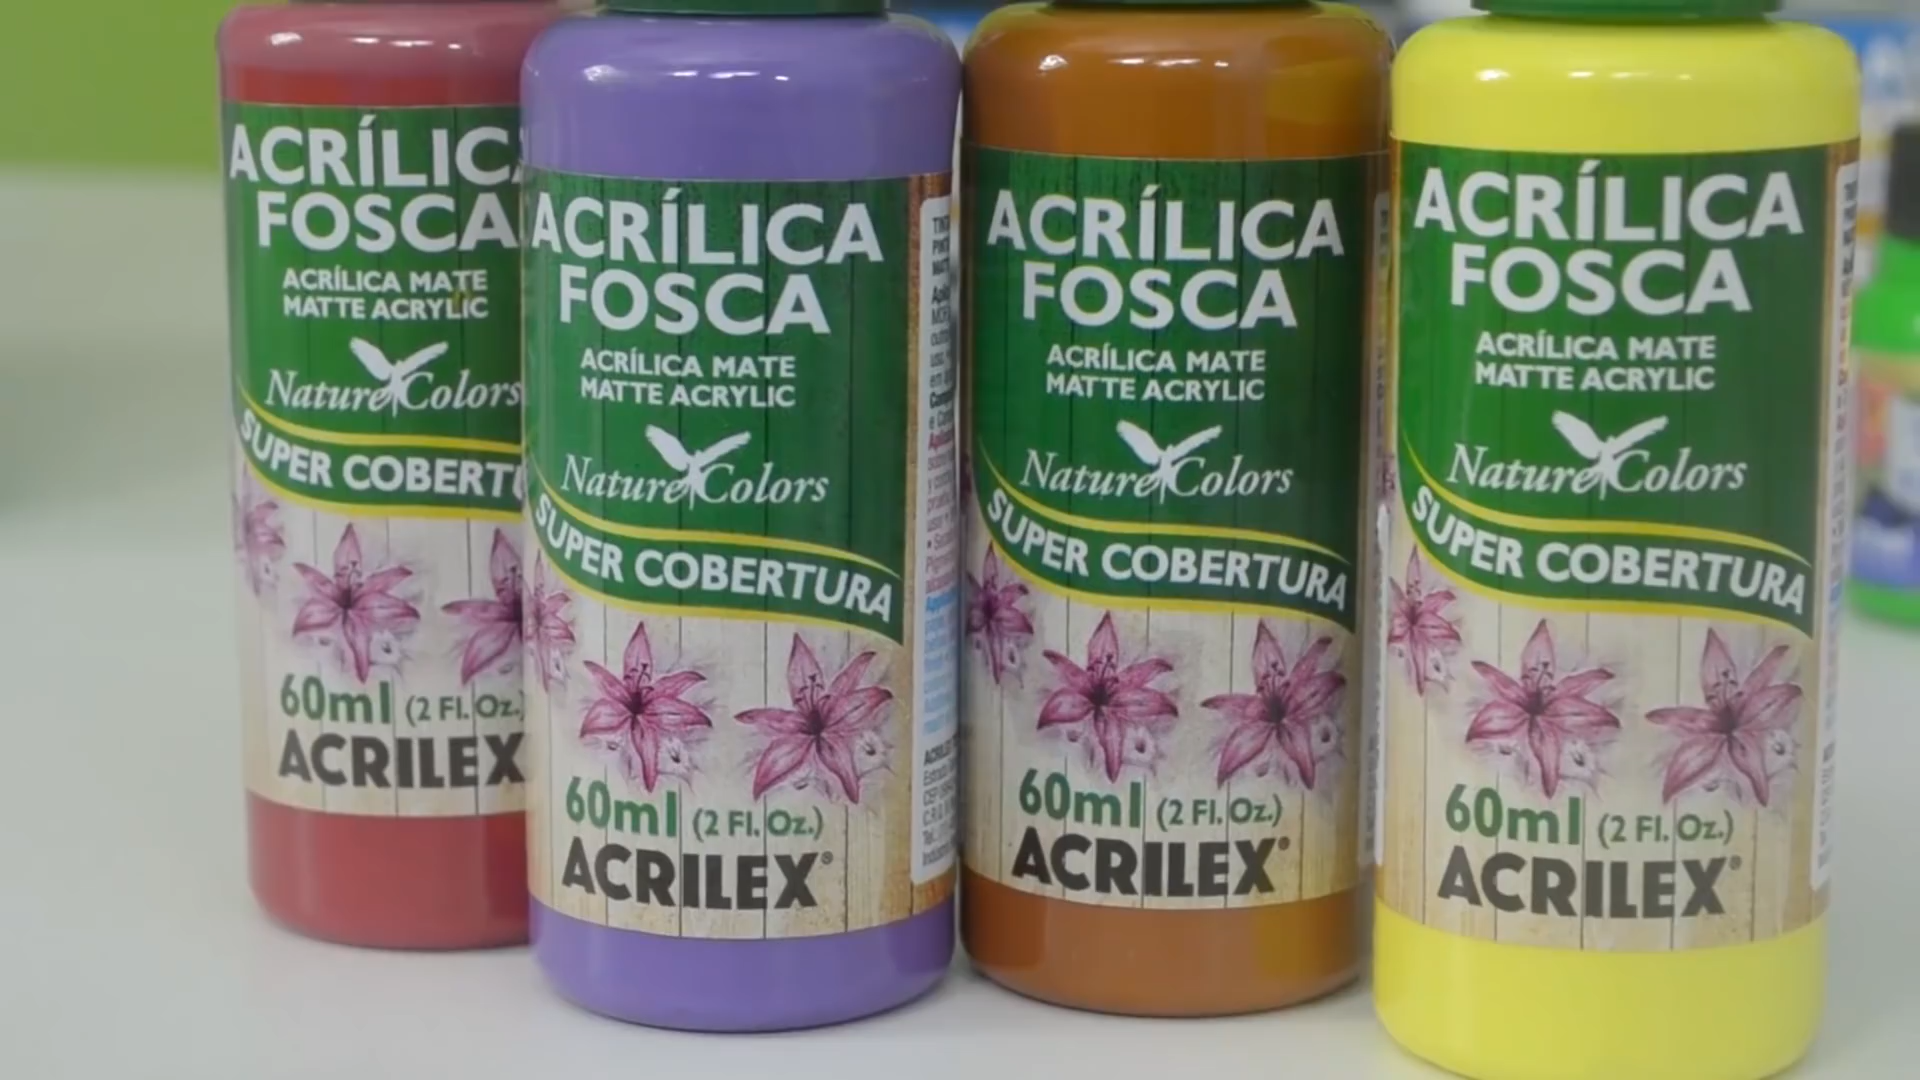 ACRÍLICA
FOSCA
ACRÍLICA MATE
MATTE ACRYLIC
Nature Colors
SUPER COBERTU
60ml (2 Fl. Oz.)
ACRILEX
ACRÍLICA
FOSCA
ACRÍLICA MATE
MATTE ACRYLIC
Nature Colors
SUPER COBERTURA
60ml (2 Fl. Oz.)
ACRILEX®
ACRÍLICA
FOSCA
ACRÍLICA MATE
MATTE ACRYLIC
Nature Colors
SUPER COBERTURA
60ml (2 Fl. Oz.)
ACRILEX®
ACRÍLICA
FOSCA
ACRÍLICA MATE
MATTE ACRYLIC
Nature Colors
SUPER COBERTURA
60ml (2 Fl. Oz.)
ACRILEX®